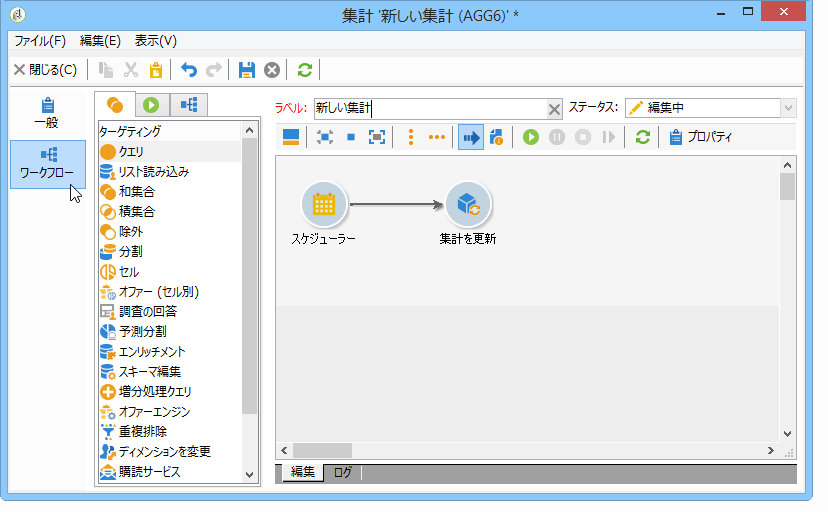 集計 '新しい集計 (AGG6)' *
ファイル(F) 編集(E) 表示(V)
閉じる(C)
一般
ワークフロー
ターゲティング
クエリ
リスト読み込み
和集合
積集合
除外
分割
セル
オファー (セル別)
調査の回答
予測分割
エンリッチメント
スキーマ編集
増分処理クエリ
オファーエンジン
重複排除
ディメンションを変更
購読サービス
ラベル: 新しい集計 ステータス: 編集中
プロパティ
スケジューラー 集計を更新
編集 ログ